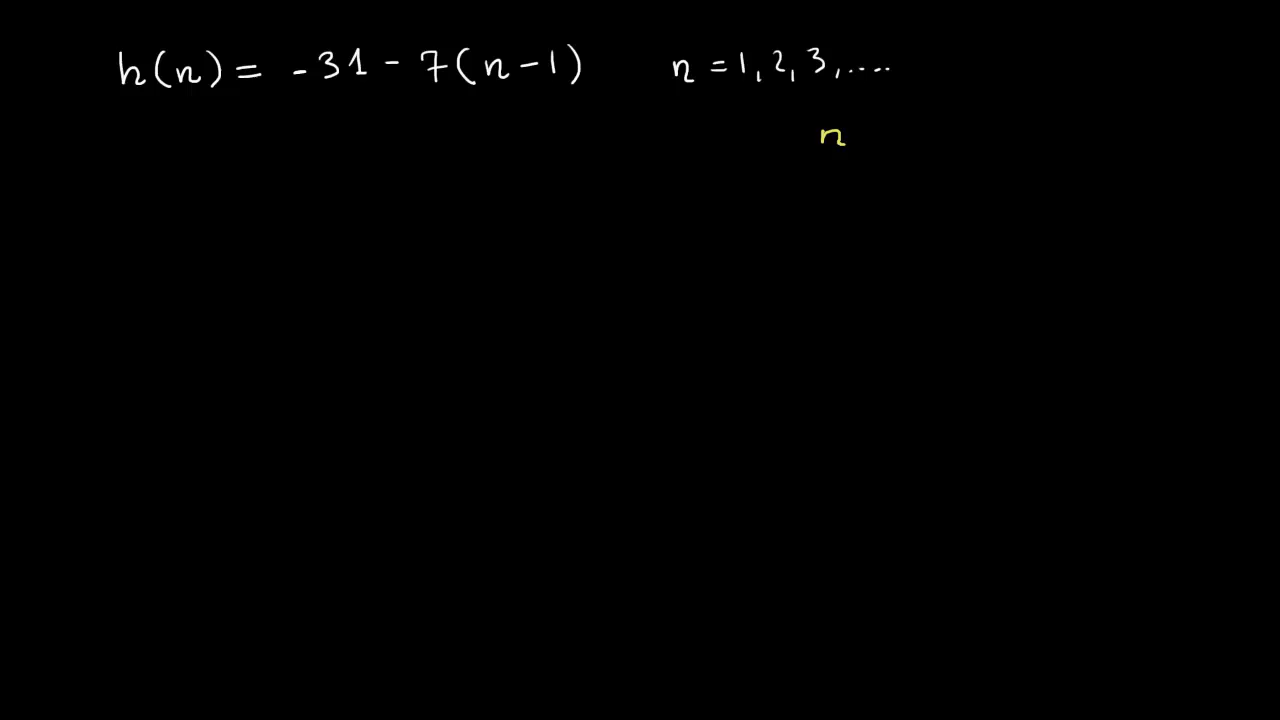 h(n) = -31 - 7(n-1) n = 1, 2, 3, ....
n